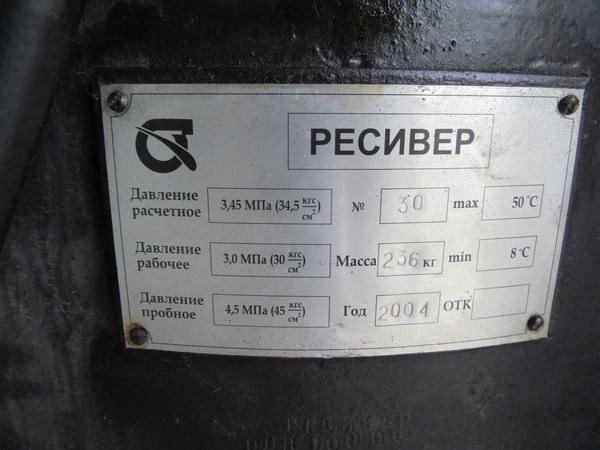 РЕСИВЕР
Давление расчетное 3,45 МПа (34,5 кгс/см²) № 30 max 50°C
Давление рабочее 3,0 МПа (30 кгс/см²) Масса 236 кг min 8°C
Давление пробное 4,5 МПа (45 кгс/см²) Год 2004 ОТК
РЕСИВЕР